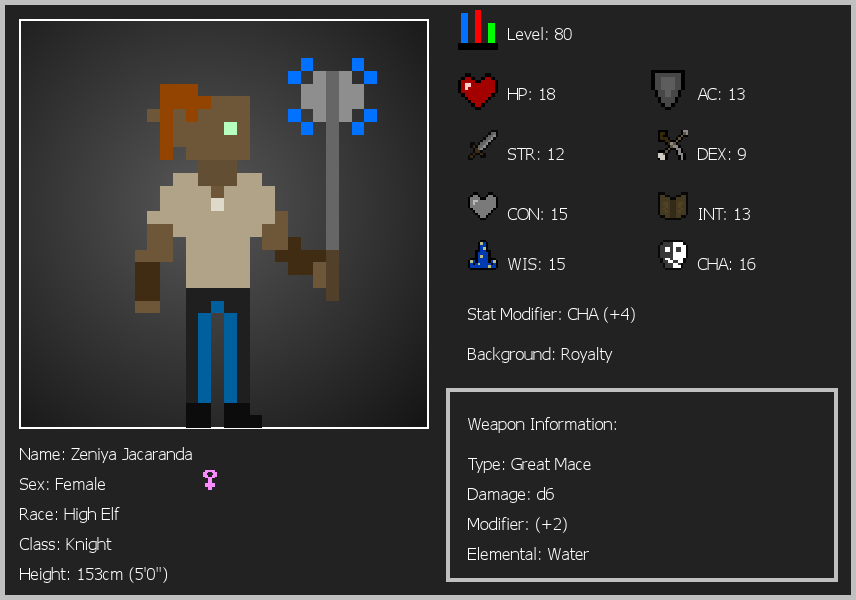 Level: 80
HP: 18
AC: 13
STR: 12
DEX: 9
CON: 15
INT: 13
WIS: 15
CHA: 16
Stat Modifier: CHA (+4)
Background: Royalty
Weapon Information:
Type: Great Mace
Damage: d6
Modifier: (+2)
Elemental: Water
Name: Zeniya Jacaranda
Sex: Female
Race: High Elf
Class: Knight
Height: 153cm (5'0")